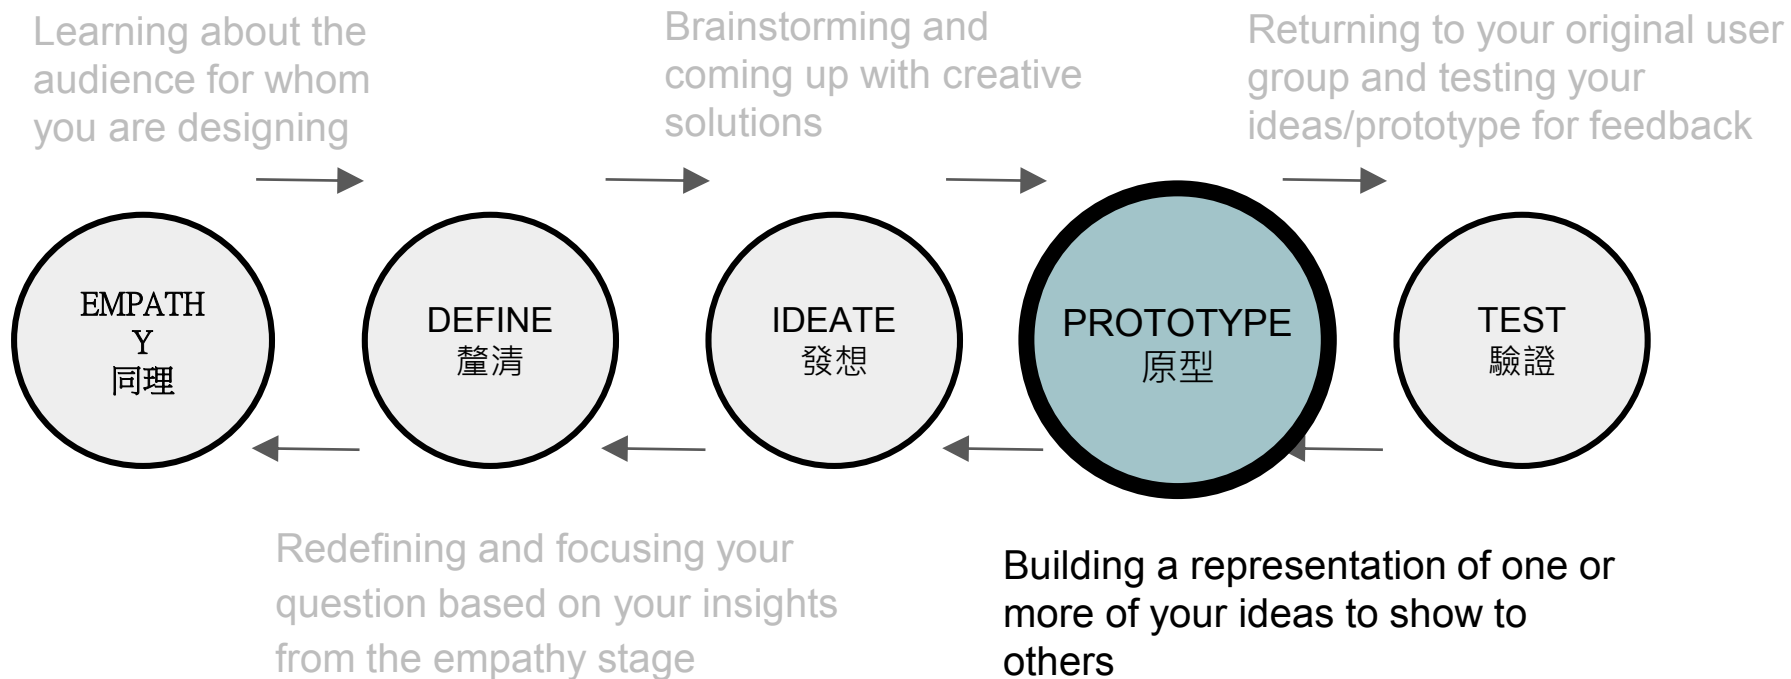 Learning about the
audience for whom
you are designing
Brainstorming and
coming up with creative
solutions
Returning to your original user
group and testing your
ideas/prototype for feedback
EMPATH
Y
同理
DEFINE
釐清
IDEATE
發想
PROTOTYPE
原型
TEST
驗證
Redefining and focusing your
question based on your insights
from the empathy stage
Building a representation of one or
more of your ideas to show to
others